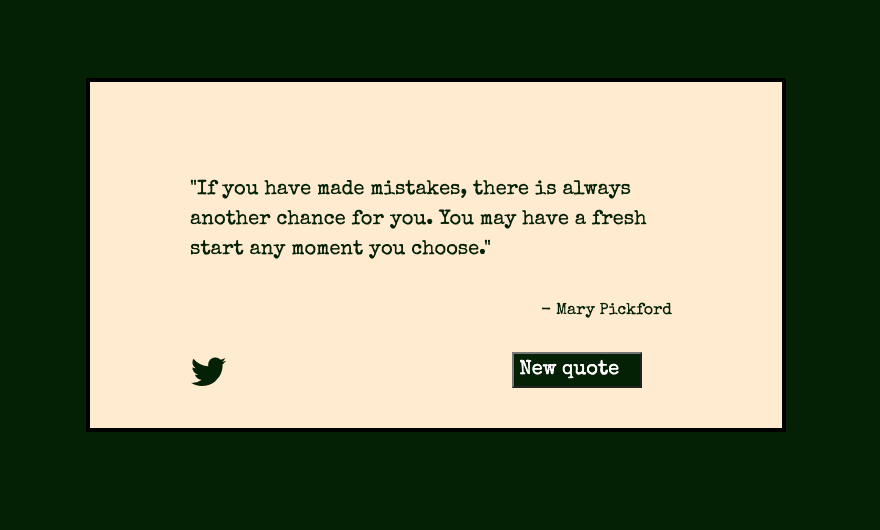 "If you have made mistakes, there is always
another chance for you. You may have a fresh
start any moment you choose."
- Mary Pickford
New quote